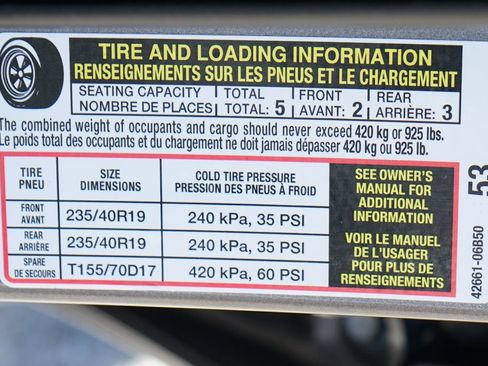 TIRE AND LOADING INFORMATION
RENSEIGNEMENTS SUR LES PNEUS ET LE CHARGEMENT
SEATING CAPACITY TOTAL FRONT REAR
NOMBRE DE PLACES TOTAL: 5 AVANT: 2 ARRIÈRE: 3
The combined weight of occupants and cargo should never exceed 420 kg or 925 lbs.
Le poids total des occupants et du chargement ne doit jamais dépasser 420 kg ou 925 lb.
TIRE SIZE COLD TIRE PRESSURE
PNEU DIMENSIONS PRESSION DES PNEUS À FROID
FRONT
AVANT 235/40R19 240 kPa, 35 PSI
REAR
ARRIÈRE 235/40R19 240 kPa, 35 PSI
SPARE
DE SECOURS T155/70D17 420 kPa, 60 PSI
SEE OWNER'S
MANUAL FOR
ADDITIONAL
INFORMATION
VOIR LE MANUEL
DE L'USAGER
POUR PLUS DE
RENSEIGNEMENTS
53
42661-06B50